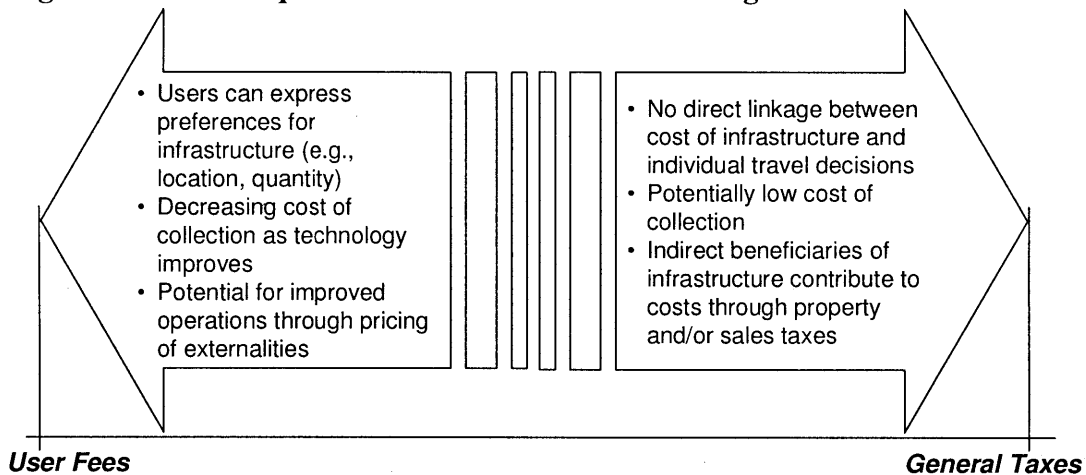 • Users can express
preferences for
infrastructure (e.g.,
location, quantity)
• Decreasing cost of
collection as technology
improves
• Potential for improved
operations through pricing
of externalities
• No direct linkage between
cost of infrastructure and
individual travel decisions
• Potentially low cost of
collection
• Indirect beneficiaries of
infrastructure contribute to
costs through property
and/or sales taxes
User Fees
General Taxes